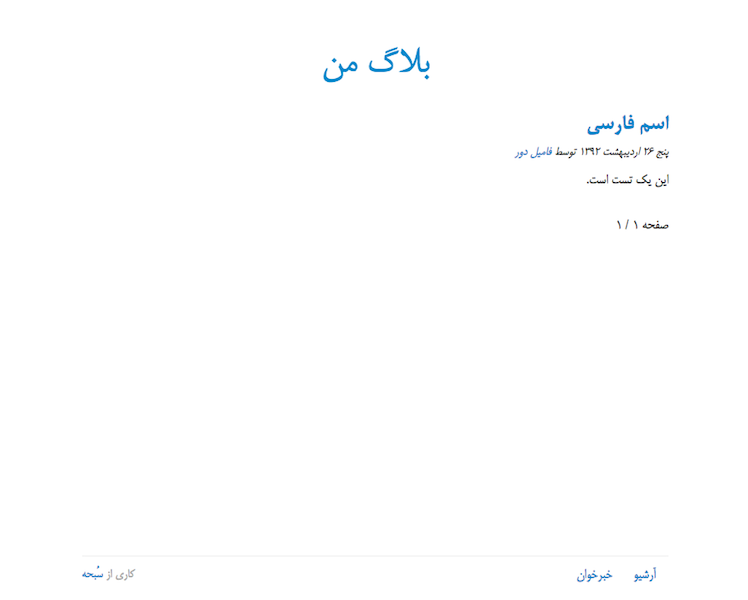 بلاگ من
اسم فارسی
پنج ۲۶ اردیبهشت ۱۳۹۲ توسط فامیل دور
این یک تست است.
صفحه ۱ / ۱
آرشیو خبرخوان کاری از سُبحه